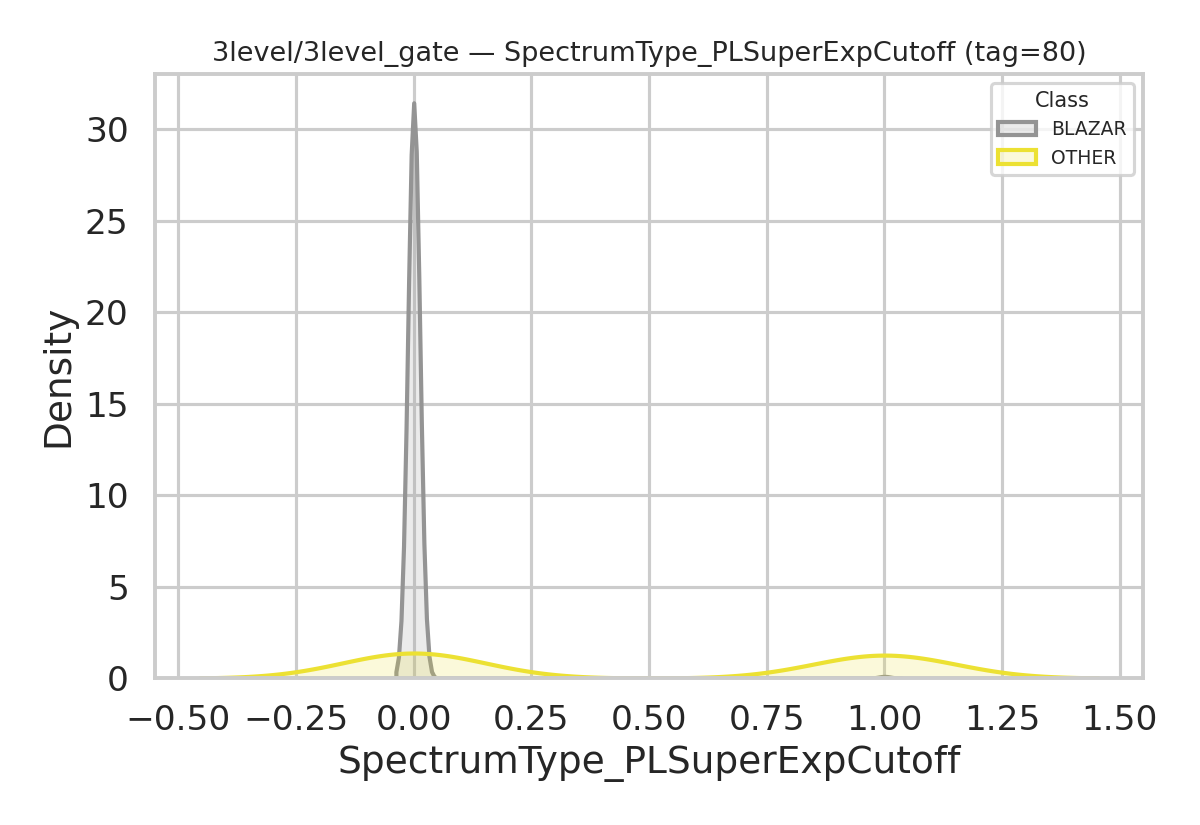 3level/3level_gate — SpectrumType_PLSuperExpCutoff (tag=80)
Class
BLAZAR
OTHER
Density
30
25
20
15
10
5
0
−0.50 −0.25 0.00 0.25 0.50 0.75 1.00 1.25 1.50
SpectrumType_PLSuperExpCutoff